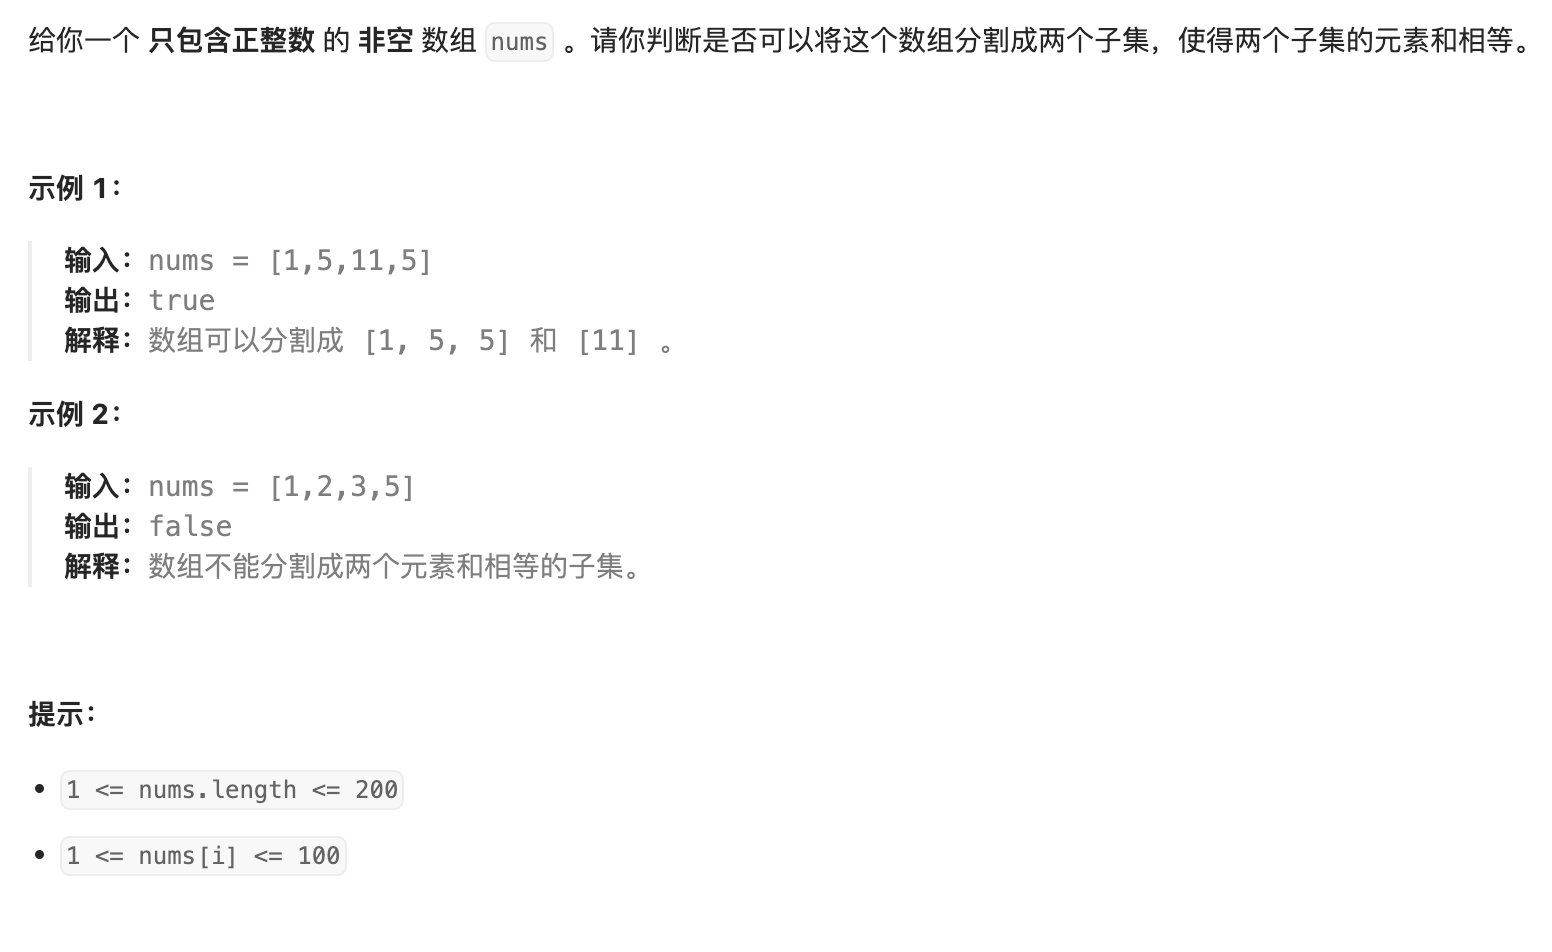 给你一个 只包含正整数 的 非空 数组 nums 。请你判断是否可以将这个数组分割成两个子集，使得两个子集的元素和相等。
示例 1：
输入：nums = [1,5,11,5]
输出：true
解释：数组可以分割成 [1, 5, 5] 和 [11] 。
示例 2：
输入：nums = [1,2,3,5]
输出：false
解释：数组不能分割成两个元素和相等的子集。
提示：
• 1 <= nums.length <= 200
• 1 <= nums[i] <= 100